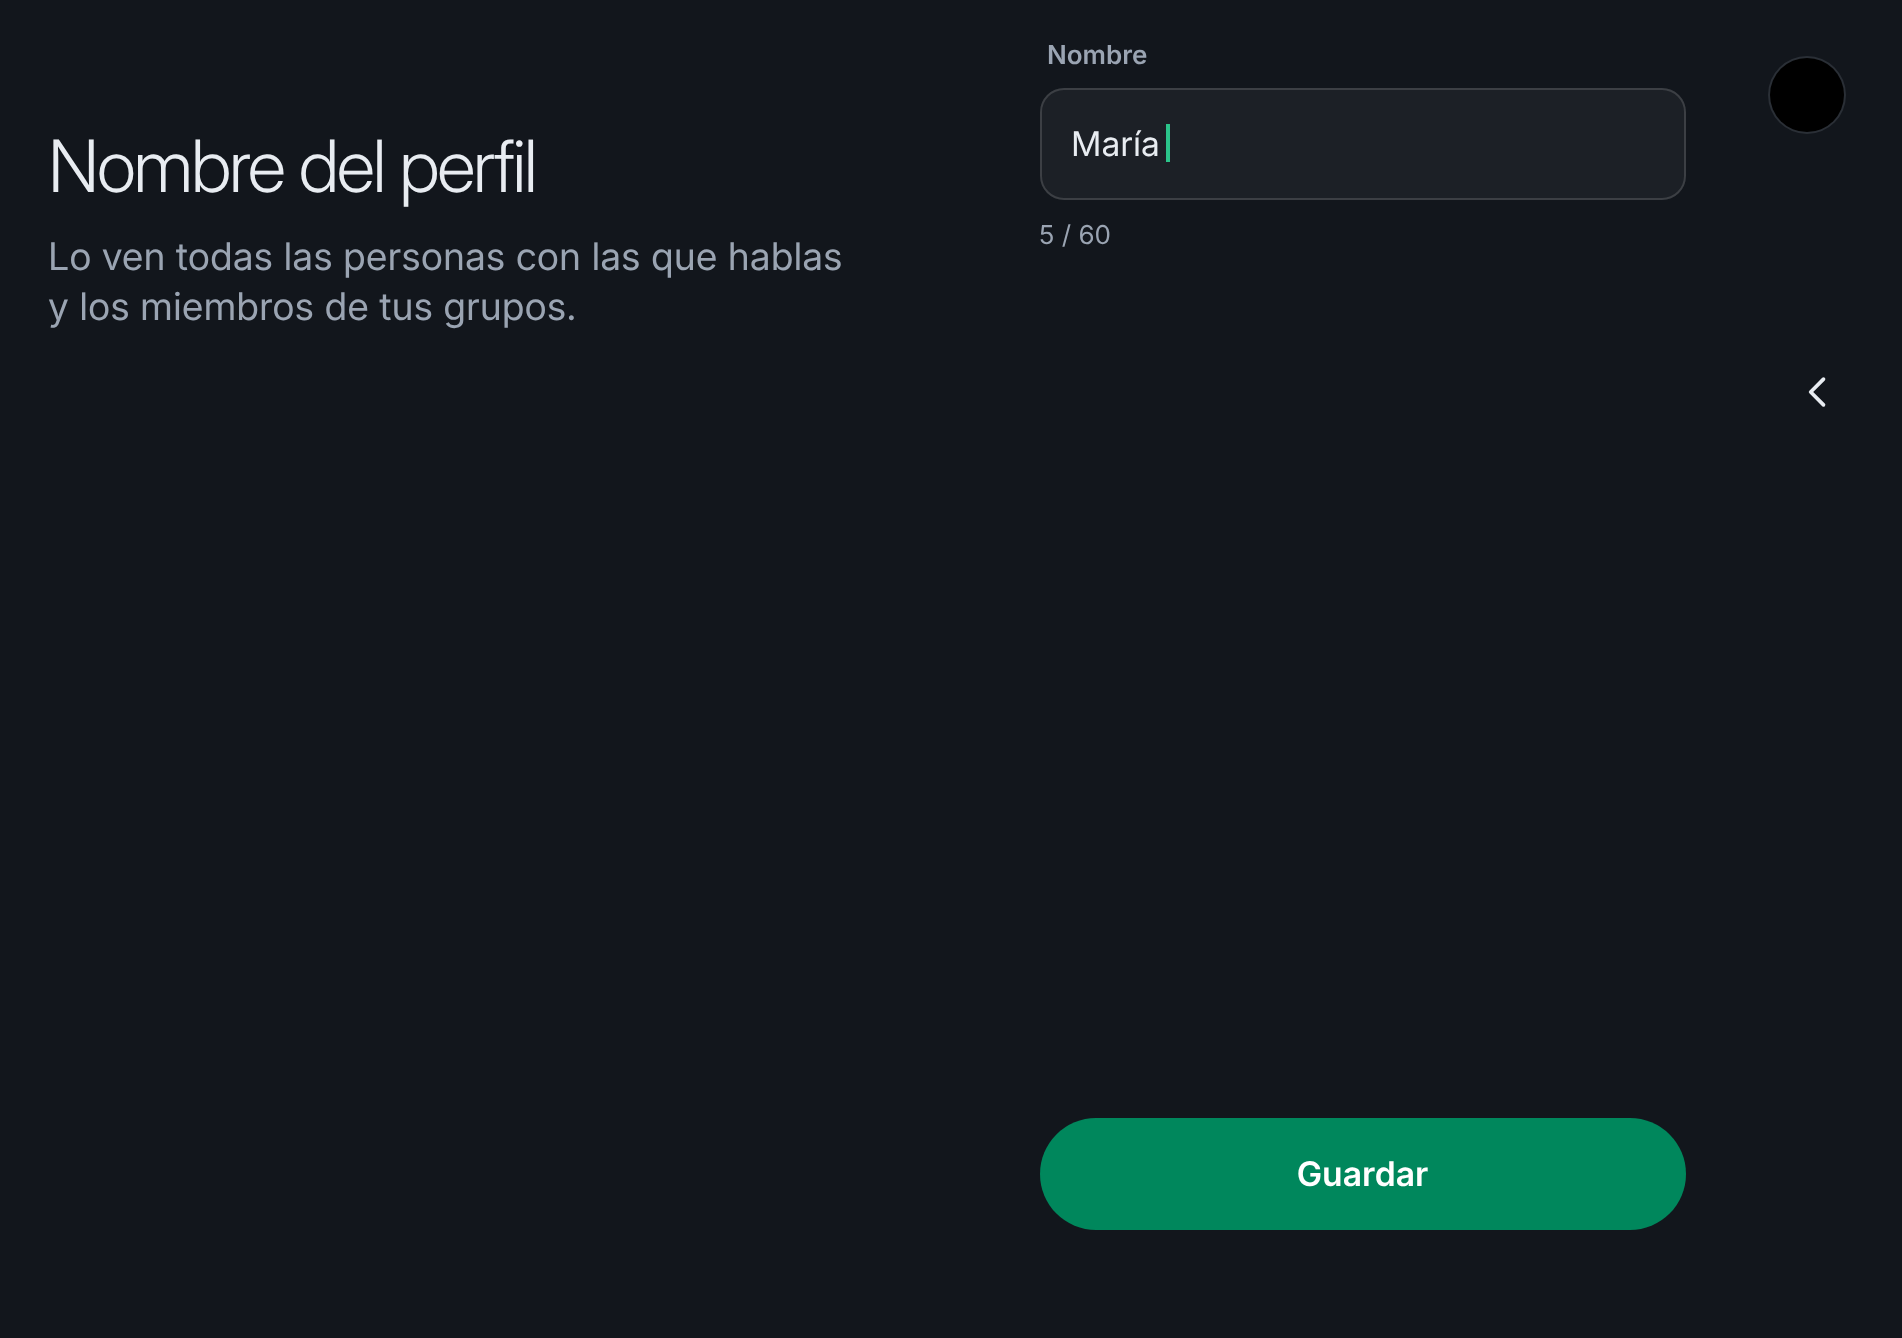 Nombre del perfil
Lo ven todas las personas con las que hablas
y los miembros de tus grupos.
Nombre
María
5 / 60
Guardar